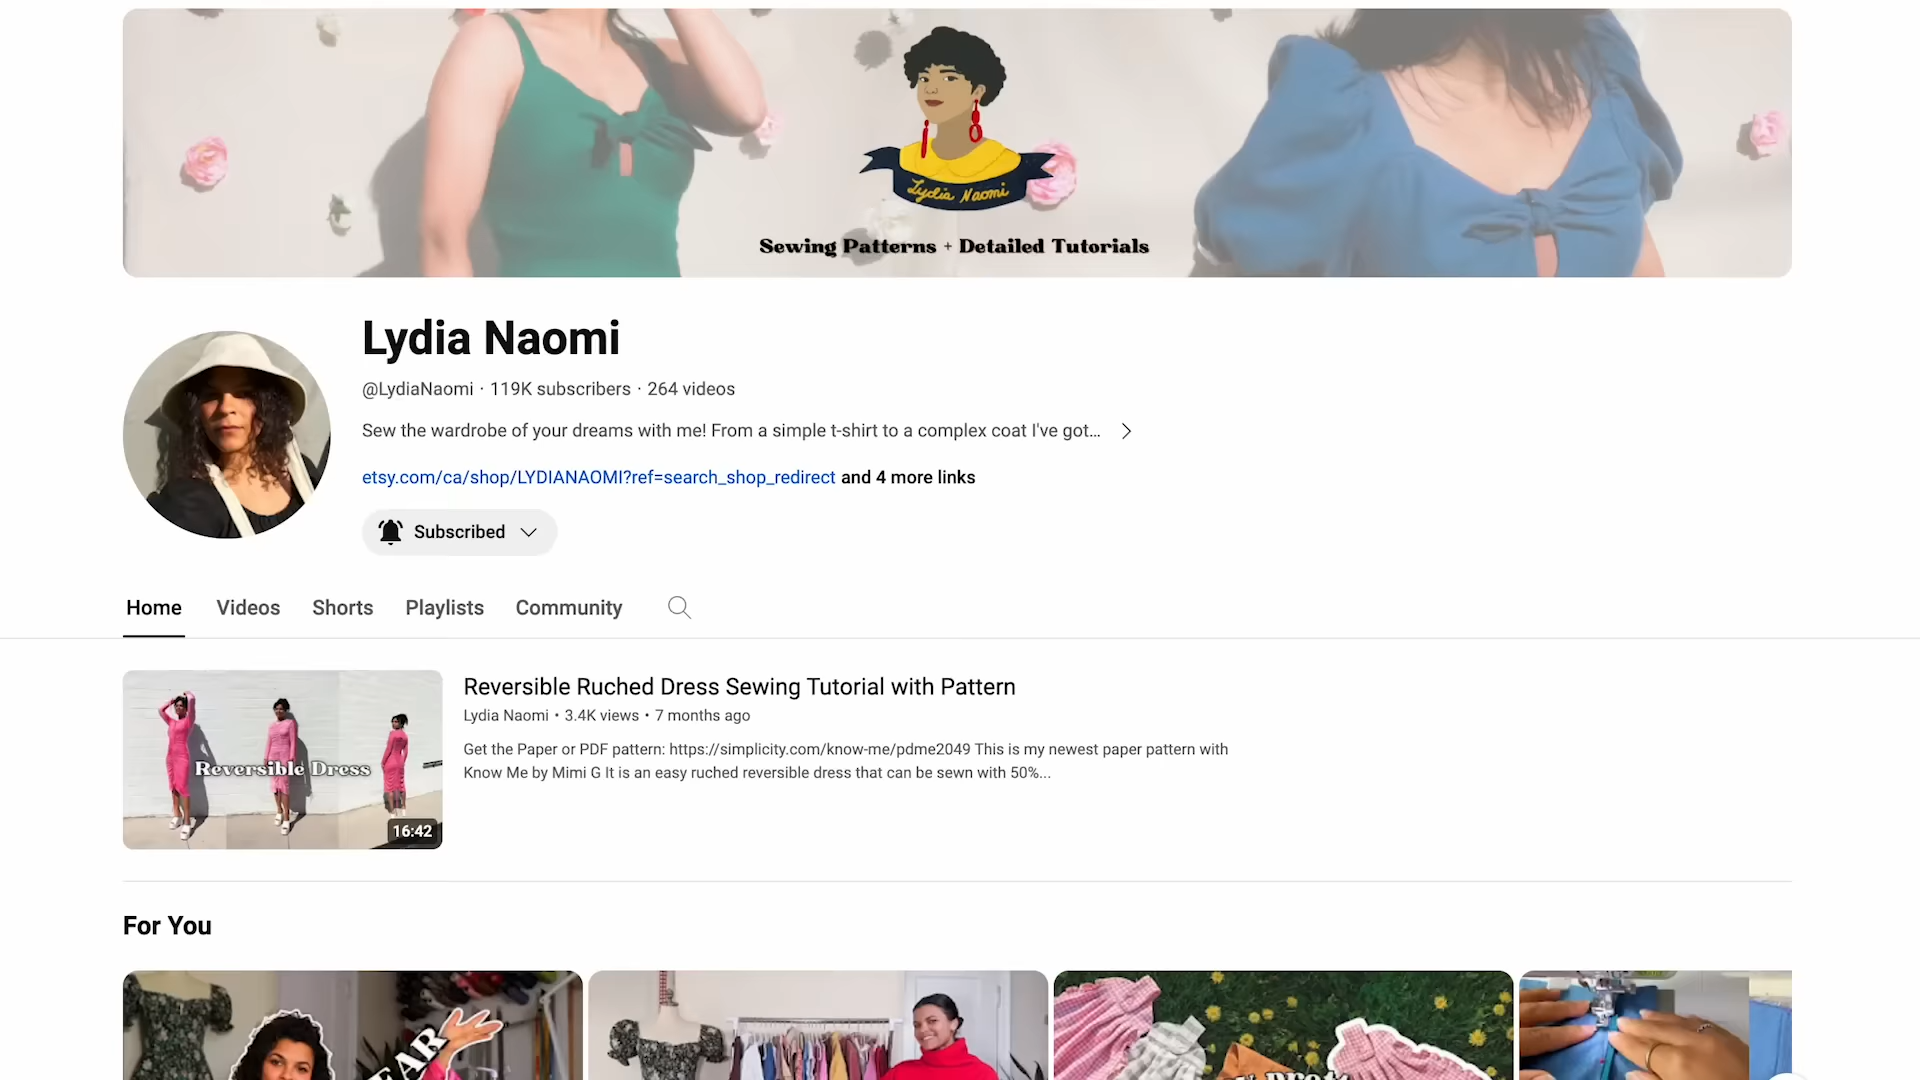 Lydia Naomi
Sewing Patterns + Detailed Tutorials
Lydia Naomi
@LydiaNaomi · 119K subscribers · 264 videos
Sew the wardrobe of your dreams with me! From a simple t-shirt to a complex coat I've got...
etsy.com/ca/shop/LYDIANAOMI?ref=search_shop_redirect and 4 more links
Subscribed
Home Videos Shorts Playlists Community
Reversible Ruched Dress Sewing Tutorial with Pattern
Lydia Naomi • 3.4K views • 7 months ago
Get the Paper or PDF pattern: https://simplicity.com/know-me/pdme2049 This is my newest paper pattern with
Know Me by Mimi G It is an easy ruched reversible dress that can be sewn with 50%...
Reversible Dress
16:42
For You